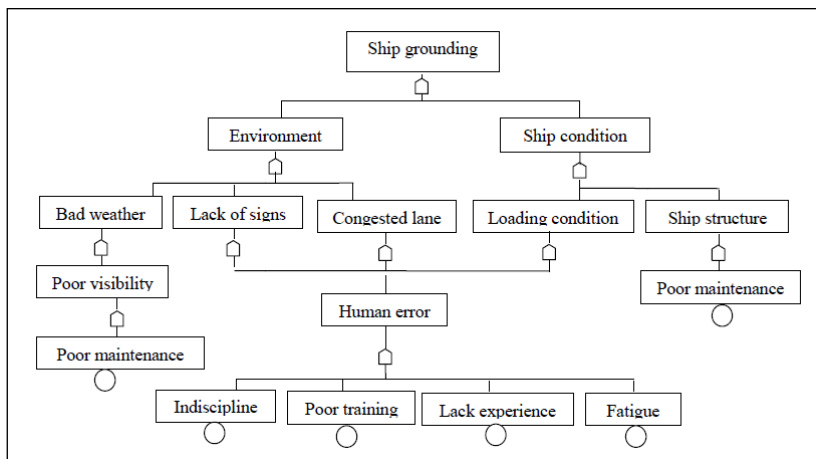 Ship grounding
Environment
Ship condition
Bad weather
Lack of signs
Congested lane
Loading condition
Ship structure
Poor visibility
Poor maintenance
Human error
Poor maintenance
Indiscipline
Poor training
Lack experience
Fatigue